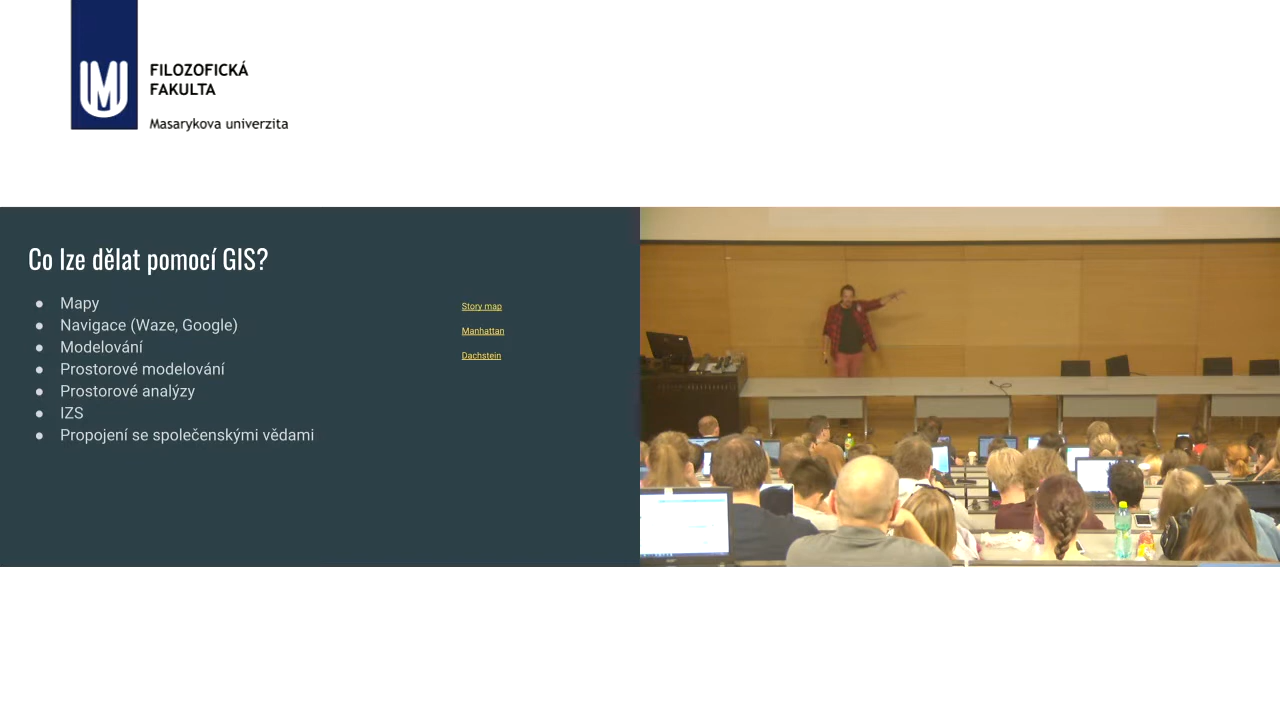 FILOZOFICKÁ
FAKULTA
Masarykova univerzita
Co lze dělat pomocí GIS?
● Mapy
● Navigace (Waze, Google)
● Modelování
● Prostorové modelování
● Prostorové analýzy
● IZS
● Propojení se společenskými vědami
Story map
Manhattan
Dachstein